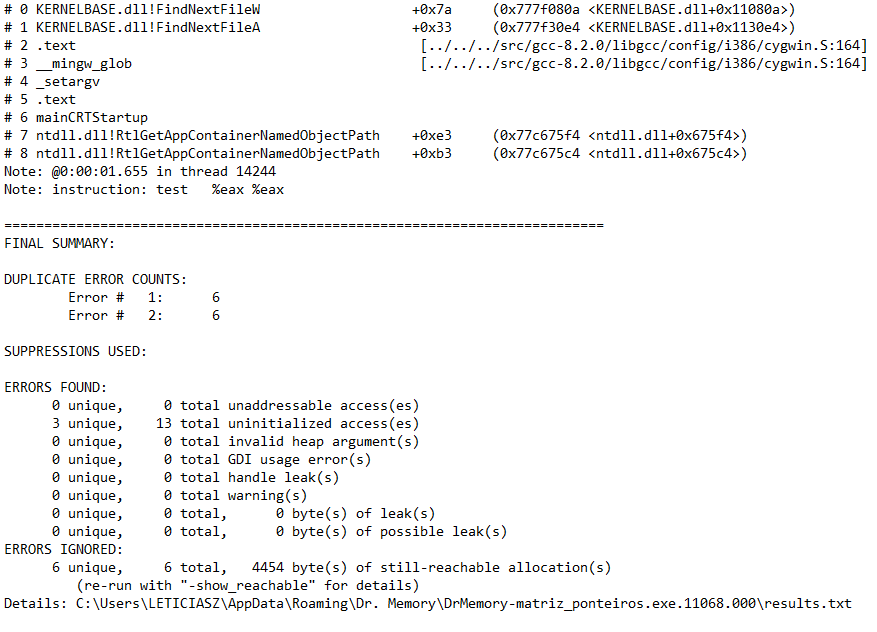 # 0 KERNELBASE.dll!FindNextFileW +0x7a (0x777f080a <KERNELBASE.dll+0x11080a>)
# 1 KERNELBASE.dll!FindNextFileA +0x33 (0x777f30e4 <KERNELBASE.dll+0x1130e4>)
# 2 .text [../../../src/gcc-8.2.0/libgcc/config/i386/cygwin.S:164]
# 3 __mingw_glob [../../../src/gcc-8.2.0/libgcc/config/i386/cygwin.S:164]
# 4 _setargv
# 5 .text
# 6 mainCRTStartup
# 7 ntdll.dll!RtlGetAppContainerNamedObjectPath +0xe3 (0x77c675f4 <ntdll.dll+0x675f4>)
# 8 ntdll.dll!RtlGetAppContainerNamedObjectPath +0xb3 (0x77c675c4 <ntdll.dll+0x675c4>)
Note: @0:00:01.655 in thread 14244
Note: instruction: test %eax %eax
===========================================================================
FINAL SUMMARY:
DUPLICATE ERROR COUNTS:
Error # 1: 6
Error # 2: 6
SUPPRESSIONS USED:
ERRORS FOUND:
0 unique, 0 total unaddressable access(es)
3 unique, 13 total uninitialized access(es)
0 unique, 0 total invalid heap argument(s)
0 unique, 0 total GDI usage error(s)
0 unique, 0 total handle leak(s)
0 unique, 0 total warning(s)
0 unique, 0 total, 0 byte(s) of leak(s)
0 unique, 0 total, 0 byte(s) of possible leak(s)
ERRORS IGNORED:
6 unique, 6 total, 4454 byte(s) of still-reachable allocation(s)
(re-run with "-show_reachable" for details)
Details: C:\Users\LETICIASZ\AppData\Roaming\Dr. Memory\DrMemory-matriz_ponteiros.exe.11068.000\results.txt